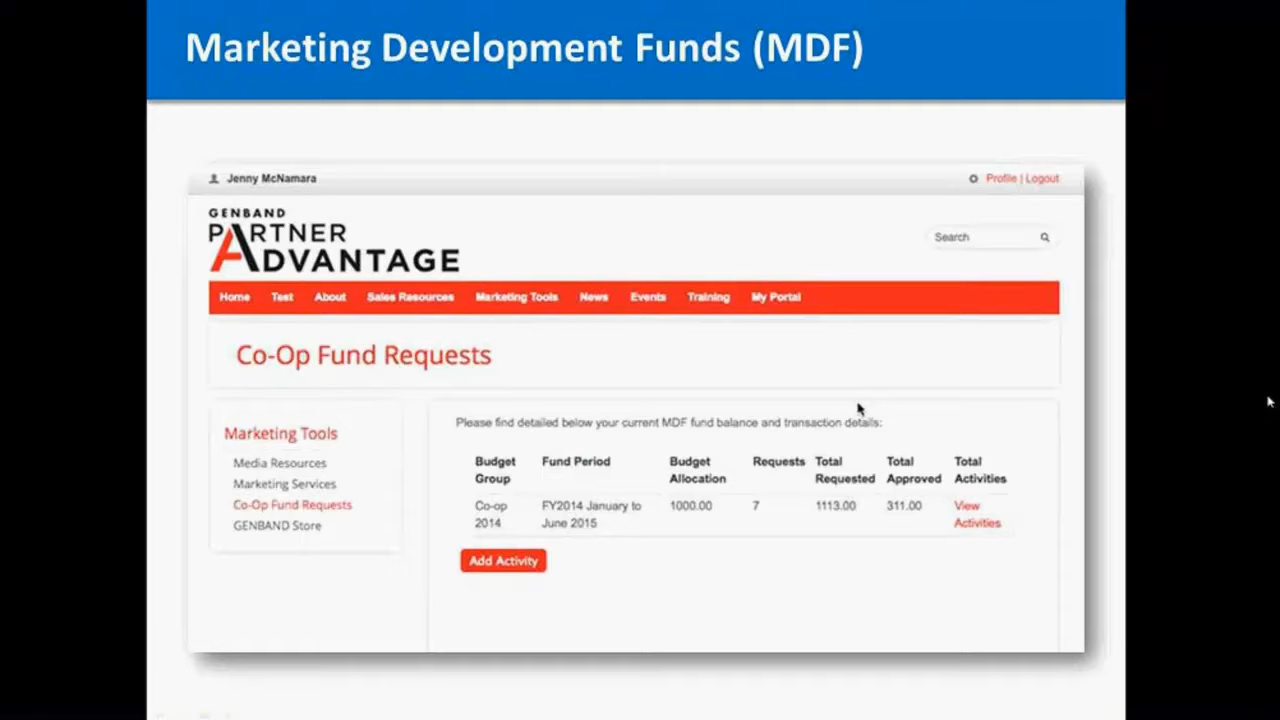 Marketing Development Funds (MDF)
Jenny McNamara
Profile | Logout
GENBAND
PARTNER
ADVANTAGE
Search
Home Test About Sales Resources Marketing Tools News Events Training My Portal
Co-Op Fund Requests
Marketing Tools
Media Resources
Marketing Services
Co-Op Fund Requests
GENBAND Store
Please find detailed below your current MDF fund balance and transaction details:
Budget Group Fund Period Budget Allocation Requests Total Requested Total Approved Total Activities
Co-op 2014 FY2014 January to June 2015 1000.00 7 1113.00 311.00 View Activities
Add Activity